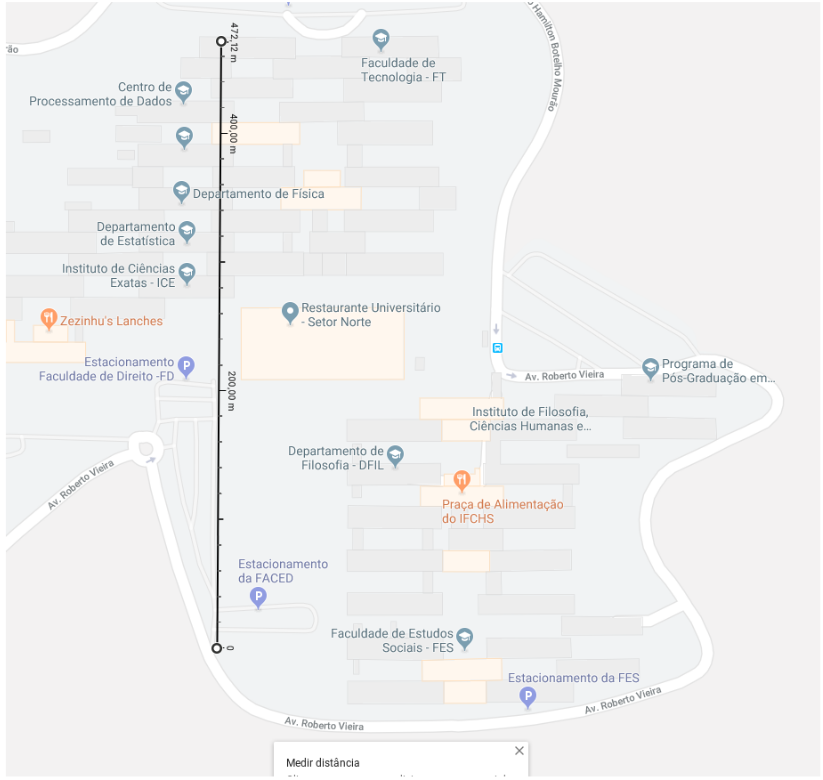 472,12 m
rão
o Hamilton Botelho Mourão
Faculdade de
Tecnologia - FT
Centro de
Processamento de Dados
400,00 m
Departamento de Física
Departamento
de Estatística
Instituto de Ciências
Exatas - ICE
Restaurante Universitário
- Setor Norte
Zezinhu's Lanches
Estacionamento
Faculdade de Direito -FD
P
200,00 m
Av. Roberto Vieira
Programa de
Pós-Graduação em...
Instituto de Filosofia,
Ciências Humanas e...
Departamento de
Filosofia - DFIL
Av. Roberto Vieira
Praça de Alimentação
do IFCHS
Estacionamento
da FACED
P
Faculdade de Estudos
Sociais - FES
0
Estacionamento da FES
P
Av. Roberto Vieira
Av. Roberto Vieira
Medir distância